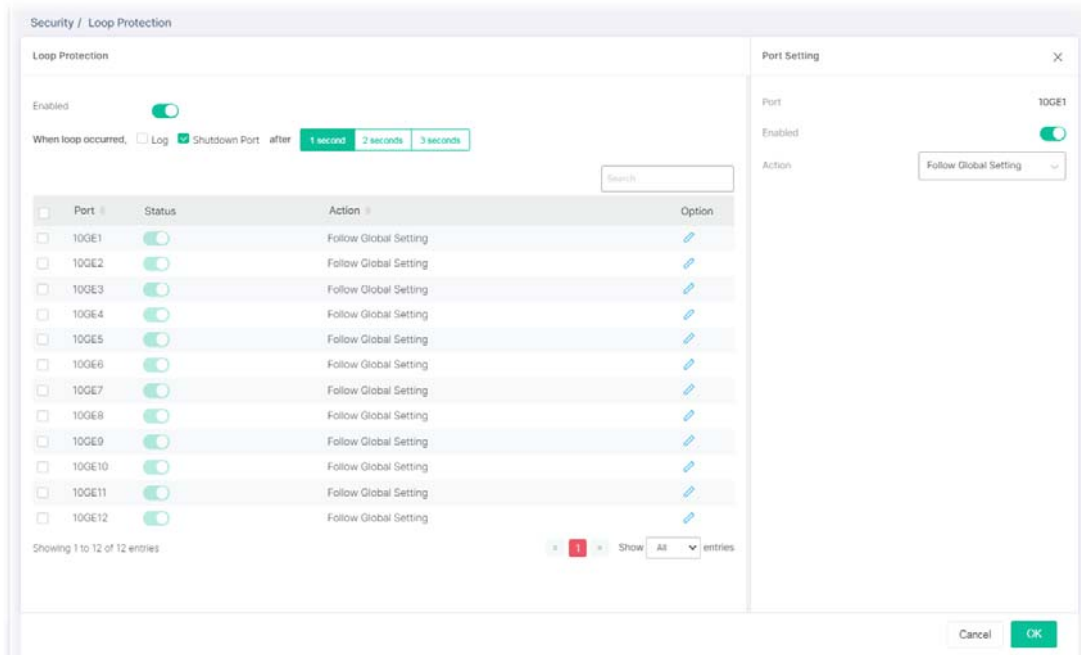 Security / Loop Protection
Loop Protection
Enabled
When loop occurred, Log Shutdown Port after 1 second 2 seconds 3 seconds
Search
Port Status Action Option
10GE1 Follow Global Setting
10GE2 Follow Global Setting
10GE3 Follow Global Setting
10GE4 Follow Global Setting
10GE5 Follow Global Setting
10GE6 Follow Global Setting
10GE7 Follow Global Setting
10GE8 Follow Global Setting
10GE9 Follow Global Setting
10GE10 Follow Global Setting
10GE11 Follow Global Setting
10GE12 Follow Global Setting
Showing 1 to 12 of 12 entries
1 Show All entries
Port Setting
Port 10GE1
Enabled
Action Follow Global Setting
Cancel OK